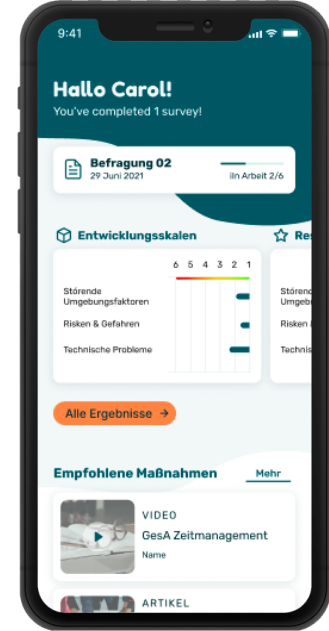 9:41
Hallo Carol!
You've completed 1 survey!
Befragung 02
29 Juni 2021
iIn Arbeit 2/6
Entwicklungsskalen
Res
6 5 4 3 2 1
Störende
Umgebungsfaktoren
Risken & Gefahren
Technische Probleme
Störend
Umgeb
Risken
Technis
Alle Ergebnisse →
Empfohlene Maßnahmen
Mehr
VIDEO
GesA Zeitmanagement
Name
ARTIKEL